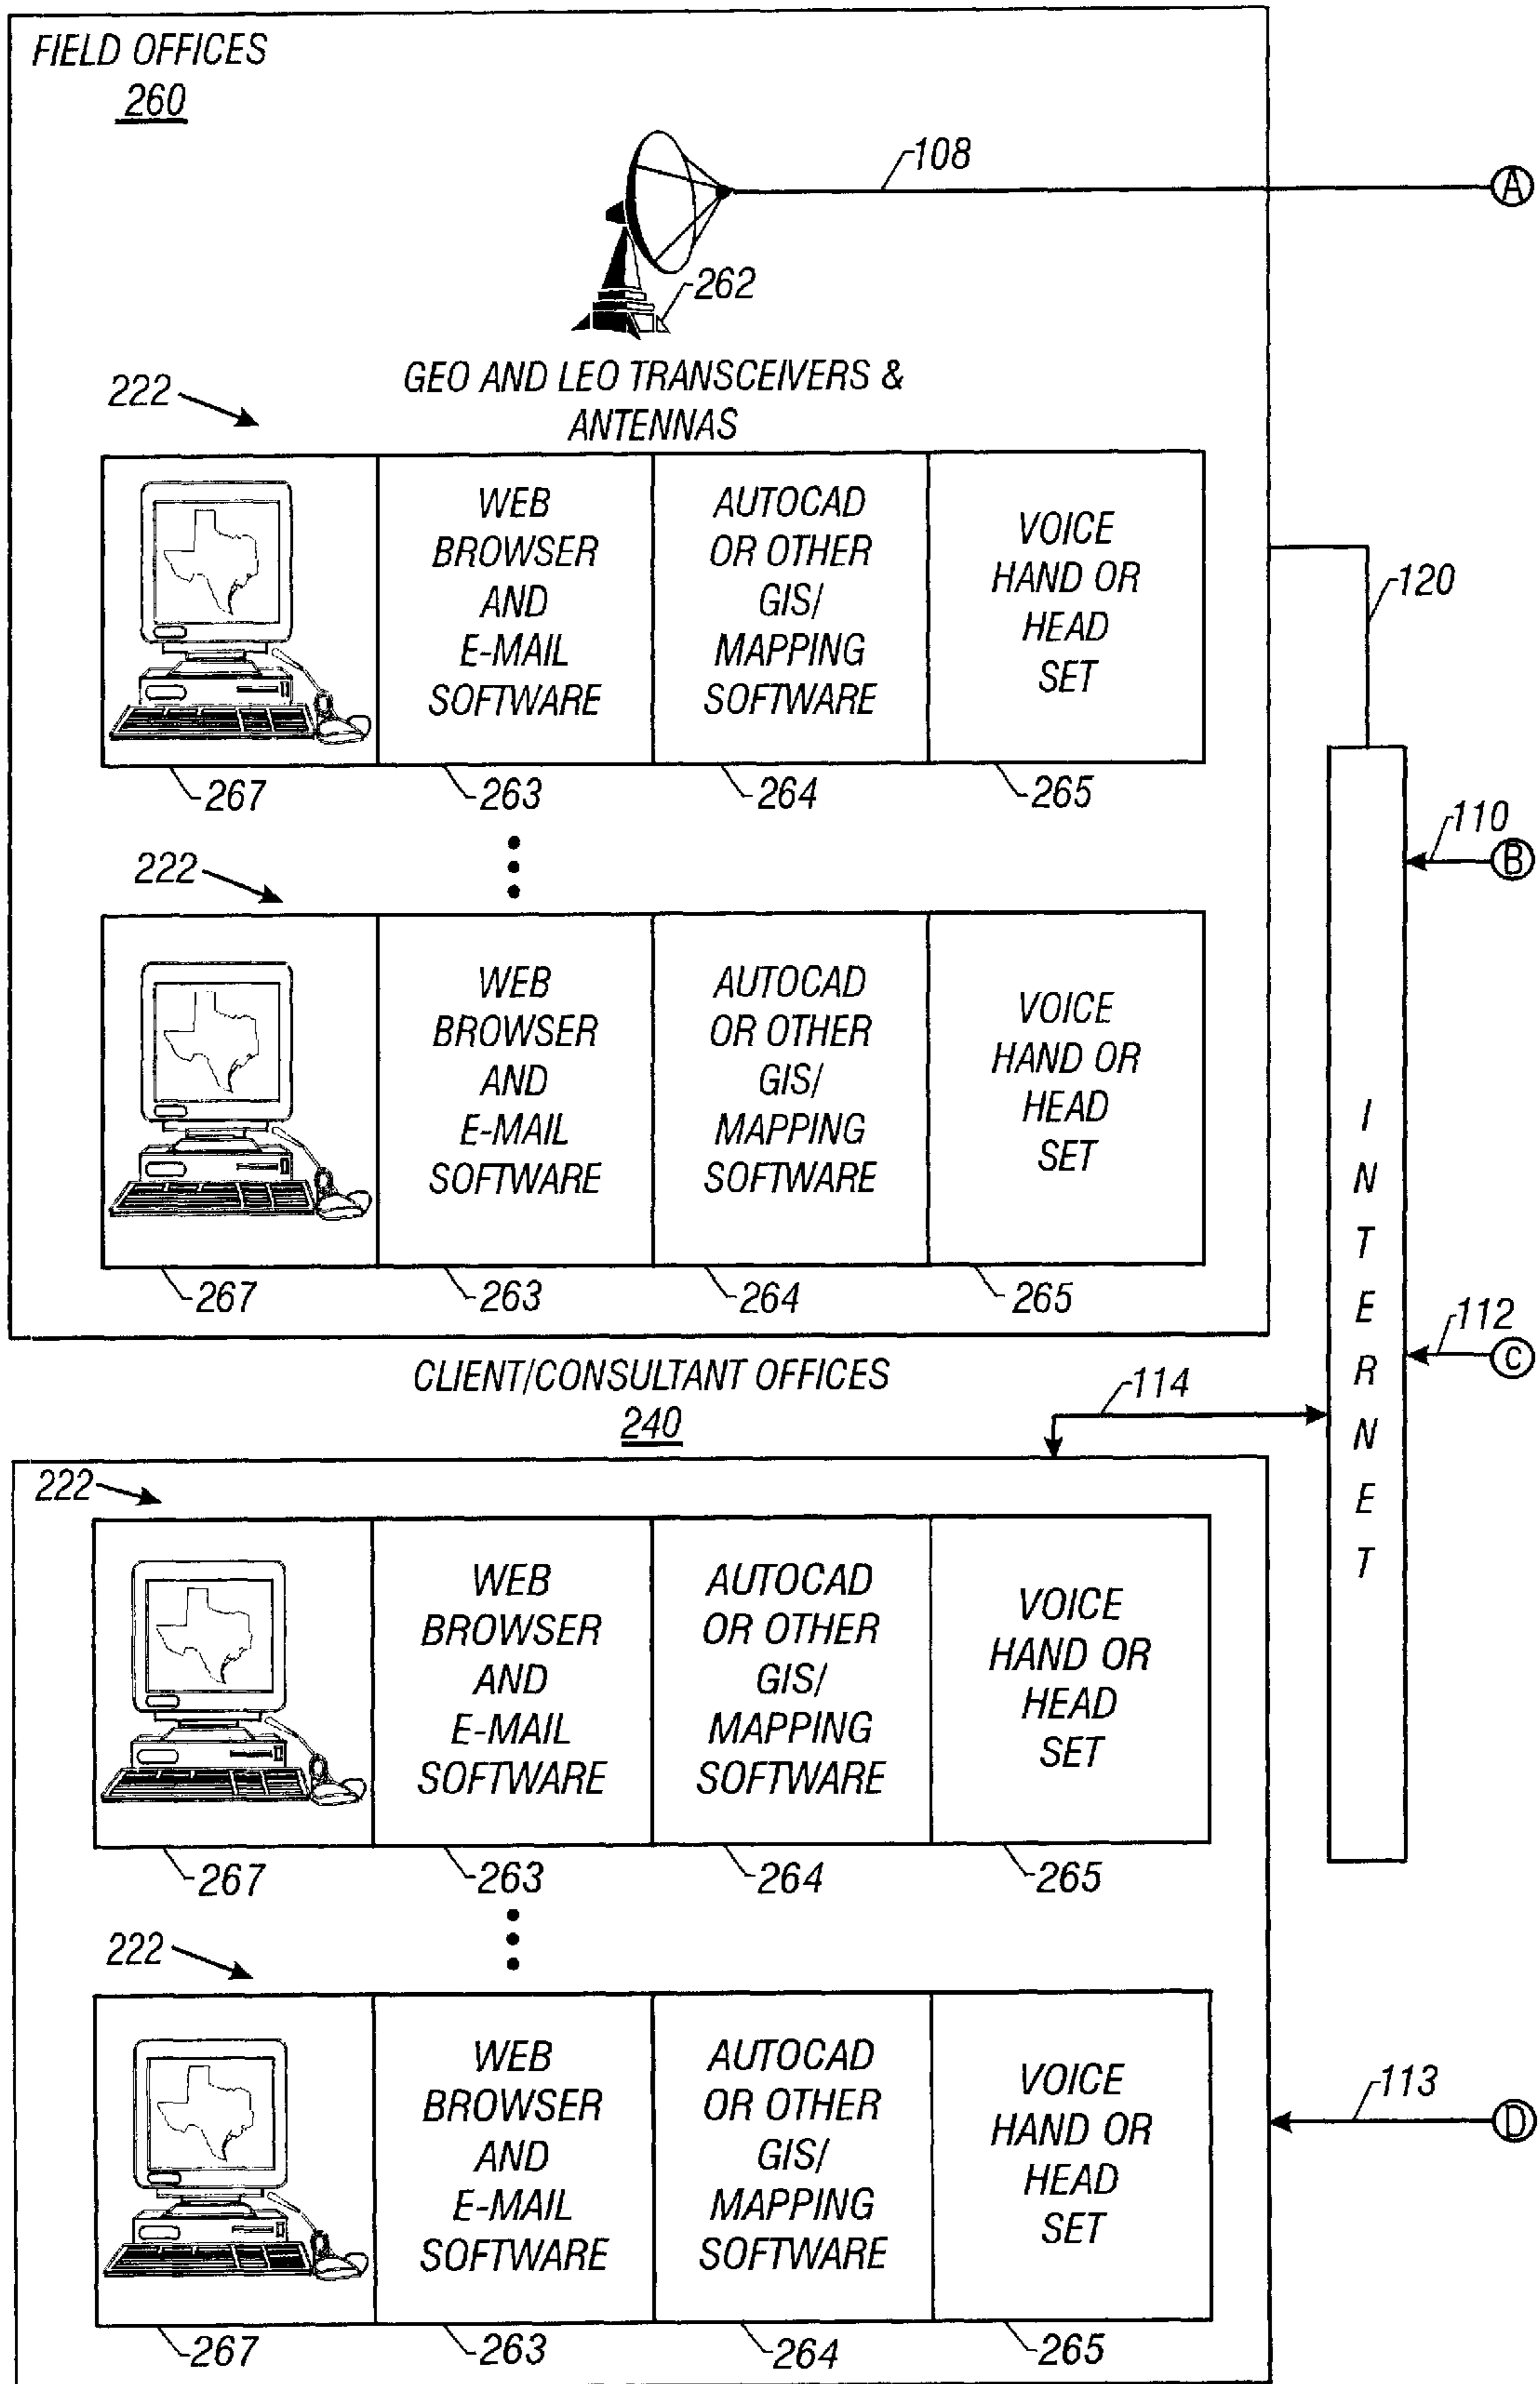 FIELD OFFICES
260
108
A
262
GEO AND LEO TRANSCEIVERS &
ANTENNAS
222
WEB
BROWSER
AND
E-MAIL
SOFTWARE
AUTOCAD
OR OTHER
GIS/
MAPPING
SOFTWARE
VOICE
HAND OR
HEAD
SET
120
267
263
264
265
110
B
222
WEB
BROWSER
AND
E-MAIL
SOFTWARE
AUTOCAD
OR OTHER
GIS/
MAPPING
SOFTWARE
VOICE
HAND OR
HEAD
SET
INTERNET
267
263
264
265
112
C
CLIENT/CONSULTANT OFFICES
240
114
222
WEB
BROWSER
AND
E-MAIL
SOFTWARE
AUTOCAD
OR OTHER
GIS/
MAPPING
SOFTWARE
VOICE
HAND OR
HEAD
SET
267
263
264
265
222
WEB
BROWSER
AND
E-MAIL
SOFTWARE
AUTOCAD
OR OTHER
GIS/
MAPPING
SOFTWARE
VOICE
HAND OR
HEAD
SET
113
D
267
263
264
265